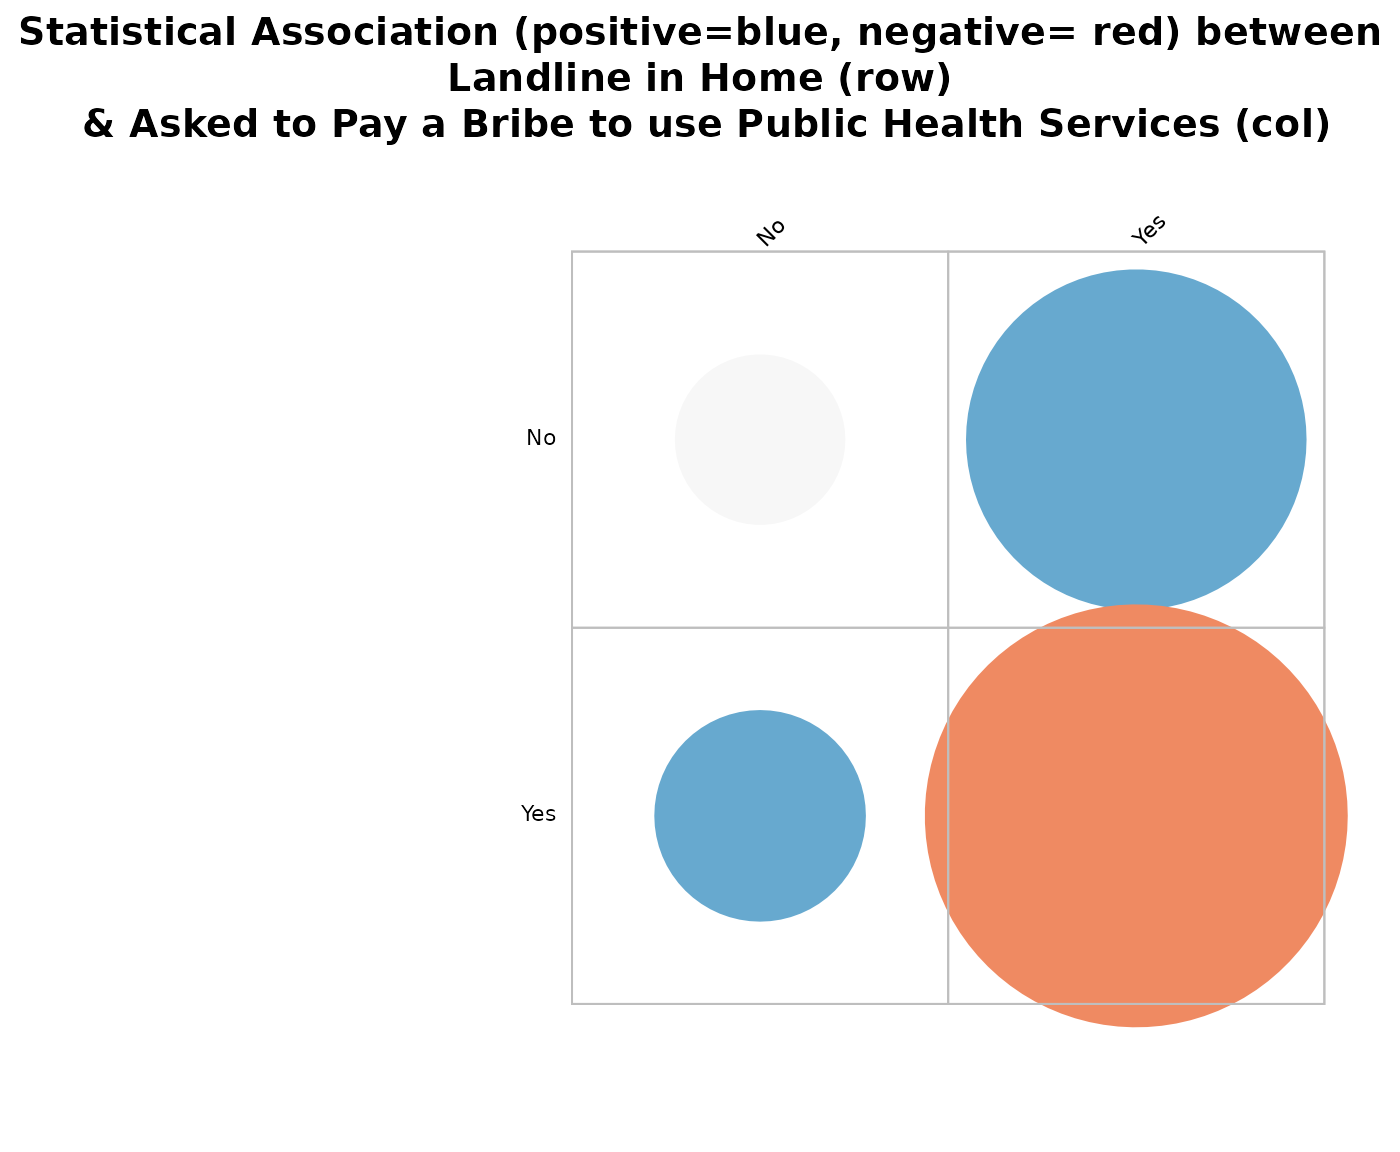 Statistical Association (positive=blue, negative= red) between
Landline in Home (row)
& Asked to Pay a Bribe to use Public Health Services (col)
No
Yes
No
Yes